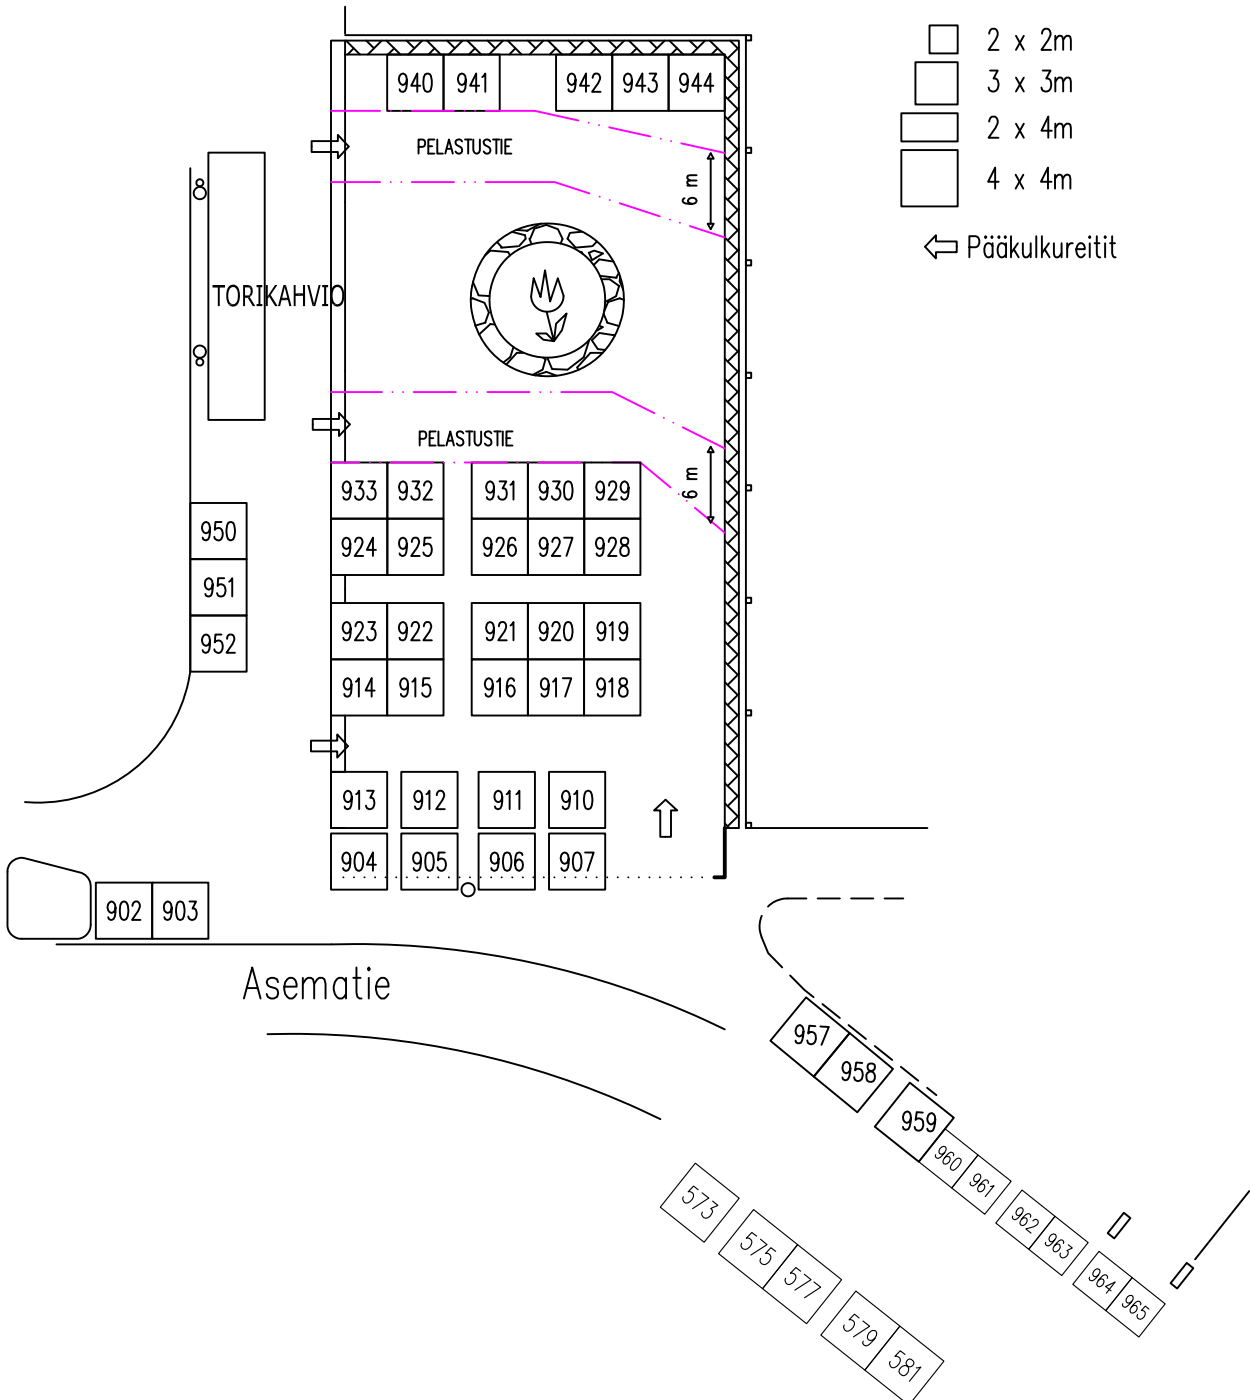 2 x 2m
3 x 3m
2 x 4m
4 x 4m
Pääkulkureitit
940 941 942 943 944
PELASTUSTIE
6 m
TORIKAHVIO
PELASTUSTIE
6 m
933 932 931 930 929
924 925 926 927 928
950
951
952
923 922 921 920 919
914 915 916 917 918
913 912 911 910
904 905 906 907
902 903
Asematie
957
958
959
960
961
962
963
964
965
573
575
577
579
581